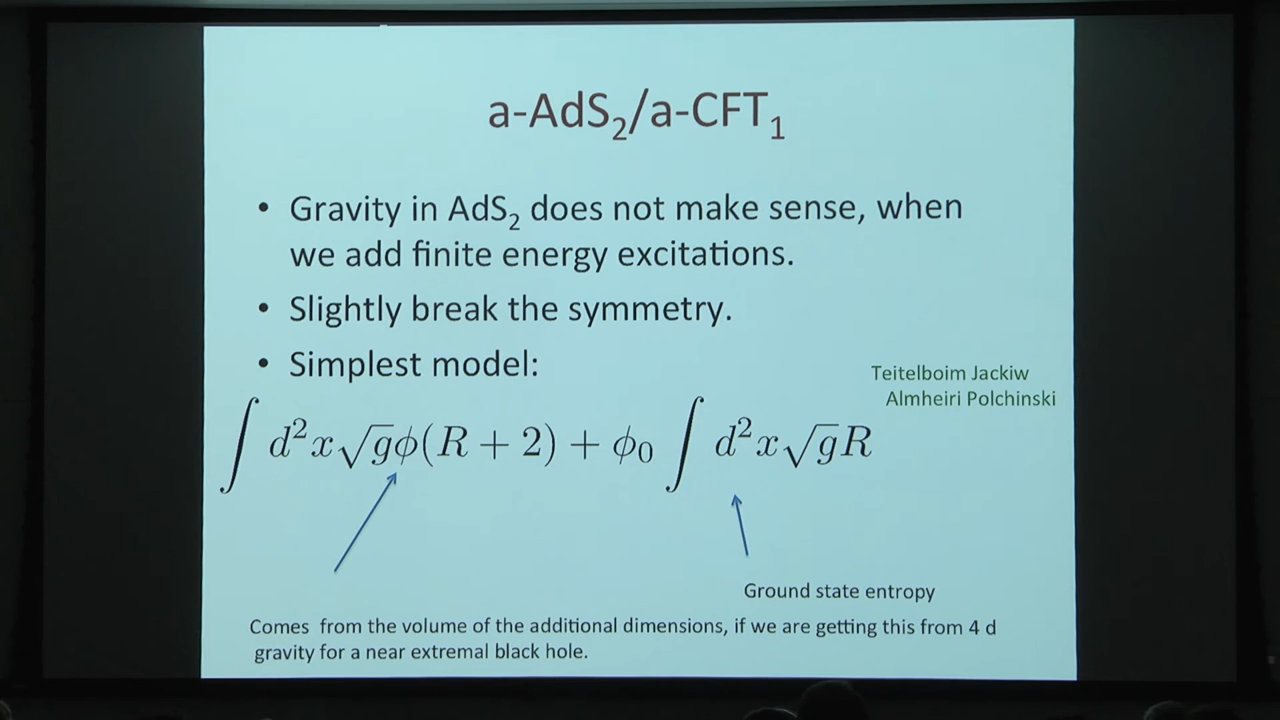 a-AdS₂/a-CFT₁
• Gravity in AdS₂ does not make sense, when
we add finite energy excitations.
• Slightly break the symmetry.
• Simplest model:
Teitelboim Jackiw
Almheiri Polchinski
∫ d²x√gϕ(R + 2) + ϕ₀ ∫ d²x√gR
Ground state entropy
Comes from the volume of the additional dimensions, if we are getting this from 4 d
gravity for a near extremal black hole.